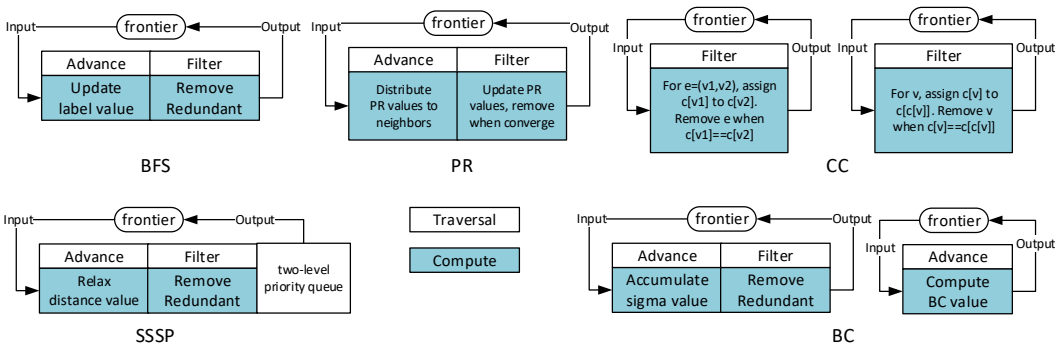 Input
frontier
Output
Advance
Filter
Update
label value
Remove
Redundant
BFS
Input
frontier
Output
Advance
Filter
Distribute
PR values to
neighbors
Update PR
values, remove
when converge
PR
frontier
Input
Output
Filter
For e=(v1,v2), assign
c[v1] to c[v2].
Remove e when
c[v1]==c[v2]
frontier
Input
Output
Filter
For v, assign c[v] to
c[c[v]]. Remove v
when c[v]==c[c[v]]
CC
Input
frontier
Output
Advance
Filter
Relax
distance value
Remove
Redundant
two-level
priority queue
SSSP
Traversal
Compute
Input
frontier
Output
Advance
Filter
Accumulate
sigma value
Remove
Redundant
frontier
Input
Output
Advance
Compute
BC value
BC